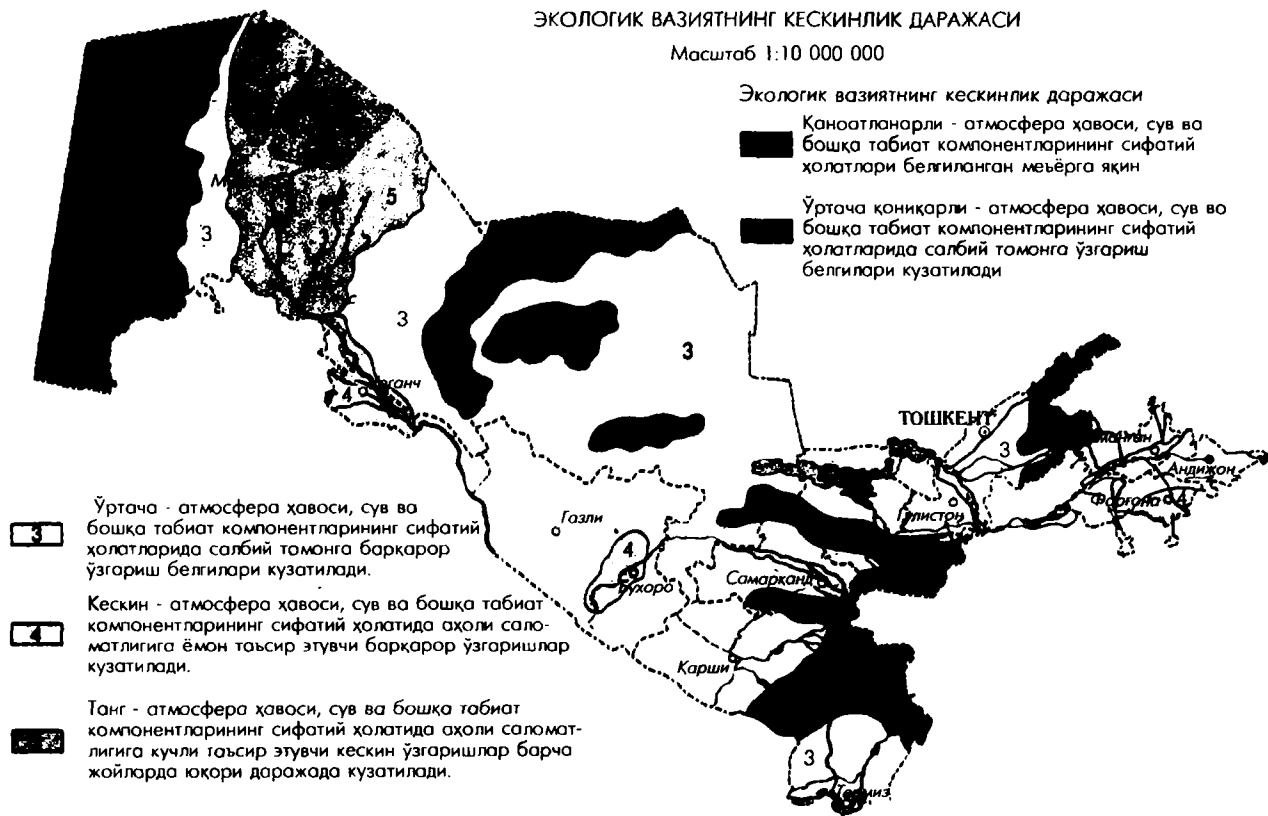 ЭКОЛОГИК ВАЗИЯТНИНГ КЕСКИНЛИК ДАРАЖАСИ
Масштаб 1:10 000 000
Экологик вазиятнинг кескинлик даражаси
Қаноатланарли - атмосфера ҳавоси, сув ва
бошқа табиат компонентларининг сифатий
ҳолатлари белгиланган меъёрга яқин
Ўртача қониқарли - атмосфера ҳавоси, сув во
бошқа табиат компонентларининг сифатий
ҳолатларида салбий томонга ўзгариш
белгилари кузатилади
5
3
3
3
4
ТОШКЕНТ
3
Андижон
Фарғона
4
Гулистон
Газли
4
Бухоро
Самарқанд
Қарши
3
Термиз
3
Ўртача - атмосфера ҳавоси, сув ва
бошқа табиат компонентларининг сифатий
ҳолатларида салбий томонга барқарор
ўзгариш белгилари кузатилади.
4
Кескин - атмосфера ҳавоси, сув ва бошқа табиат
компонентларининг сифатий ҳолатида аҳоли сало-
матлигига ёмон таъсир этувчи барқарор ўзгаришлар
кузатилади.
Танг - атмосфера ҳавоси, сув ва бошқа табиат
компонентларининг сифатий ҳолатида аҳоли саломат-
лигига кучли таъсир этувчи кескин ўзгаришлар барча
жойларда юқори даражада кузатилади.